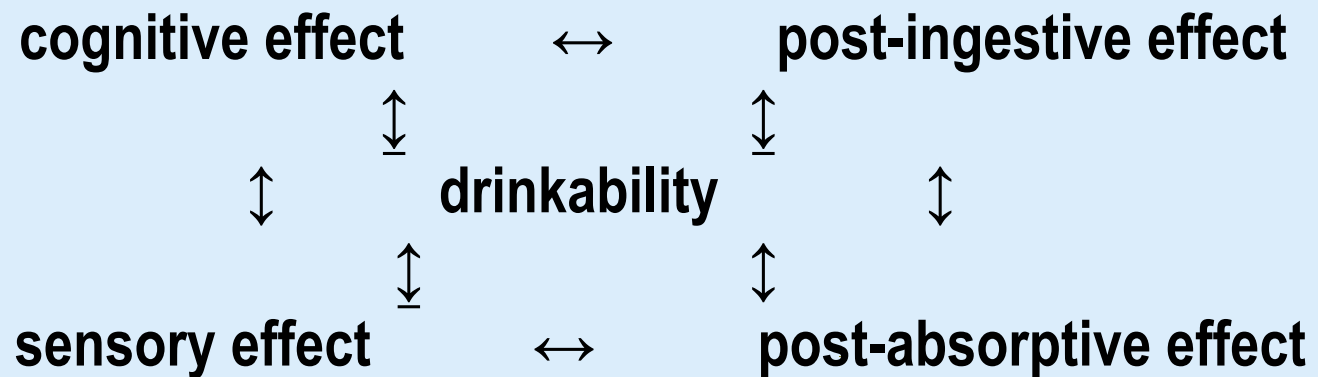 cognitive effect ↔ post-ingestive effect
↨ ↨
↕ drinkability ↕
↨ ↕
sensory effect ↔ post-absorptive effect